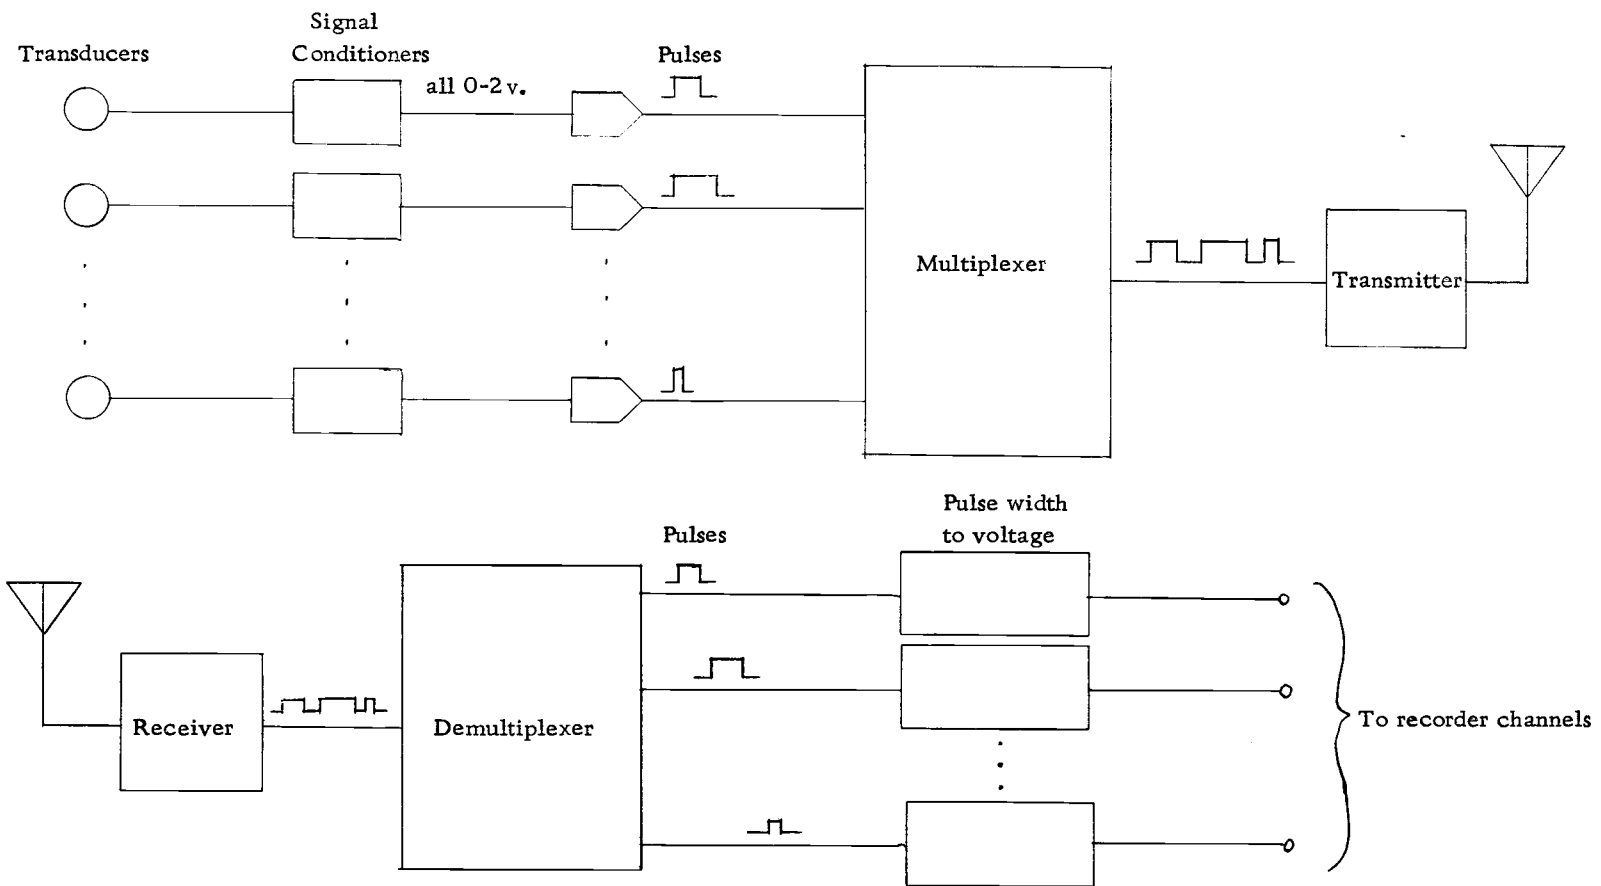 Transducers
Signal
Conditioners
all 0-2 v.
Pulses
Multiplexer
Transmitter
Pulses
Pulse width
to voltage
Receiver
Demultiplexer
To recorder channels